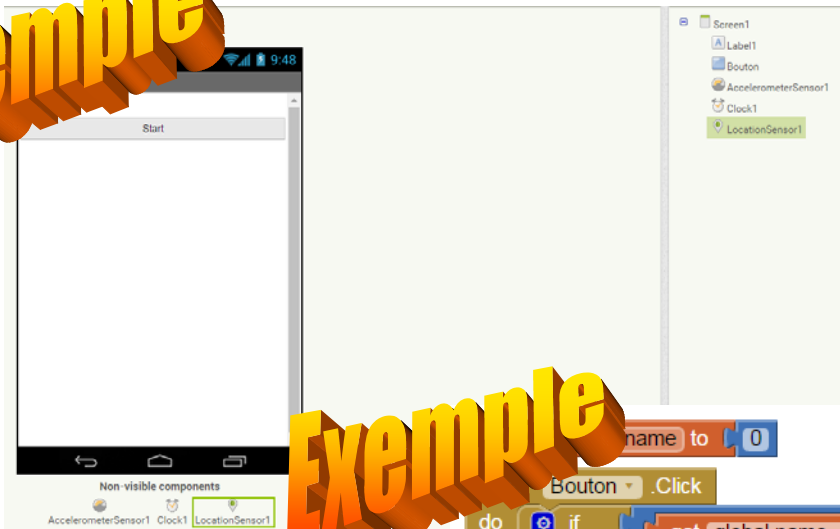 9:48
Start
Non-visible components
AccelerometerSensor1 Clock1 LocationSensor1
Screen1
Label1
Bouton
AccelerometerSensor1
Clock1
LocationSensor1
Exemple
name to 0
Bouton .Click
do if